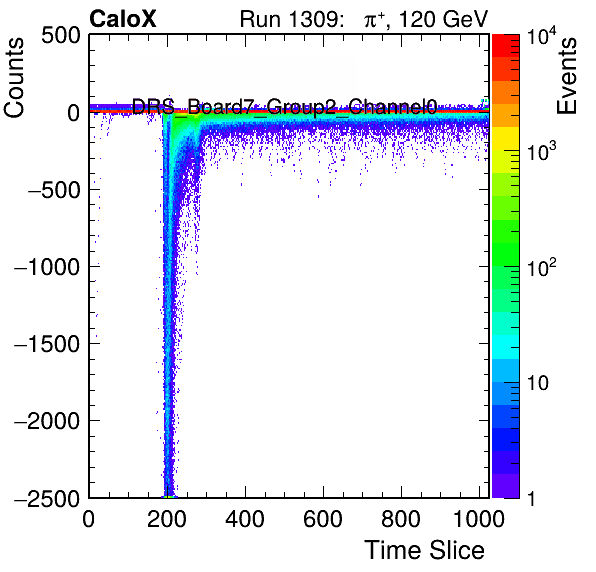 CaloX Run 1309: π⁺, 120 GeV
Counts
Events
500
0
−500
−1000
−1500
−2000
−2500
DRS_Board7_Group2_Channel0
10⁴
10³
10²
10
1
0 200 400 600 800 1000
Time Slice